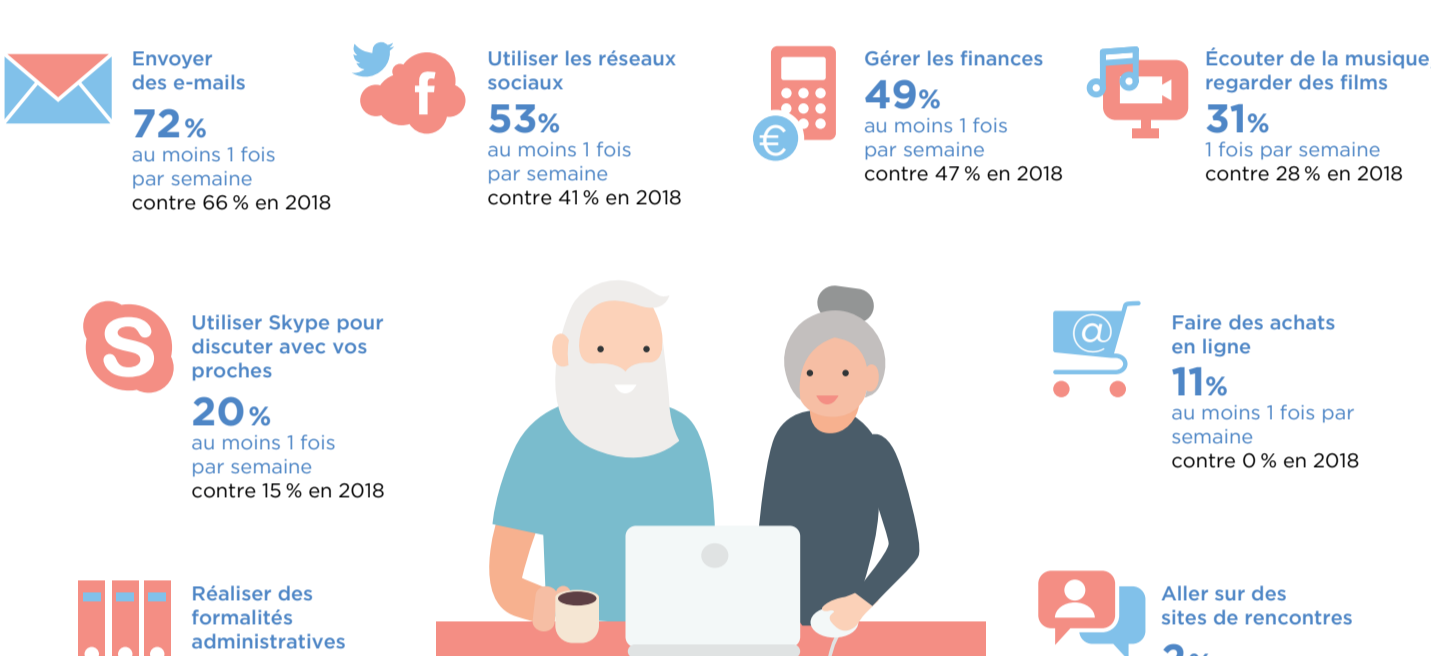 Envoyer
des e-mails
72 %
au moins 1 fois
par semaine
contre 66 % en 2018
f
Utiliser les réseaux
sociaux
53%
au moins 1 fois
par semaine
contre 41 % en 2018
€
Gérer les finances
49%
au moins 1 fois
par semaine
contre 47 % en 2018
Écouter de la musique
regarder des films
31%
1 fois par semaine
contre 28 % en 2018
S
Utiliser Skype pour
discuter avec vos
proches
20 %
au moins 1 fois
par semaine
contre 15 % en 2018
@
Faire des achats
en ligne
11%
au moins 1 fois par
semaine
contre 0 % en 2018
Réaliser des
formalités
administratives
Aller sur des
sites de rencontres